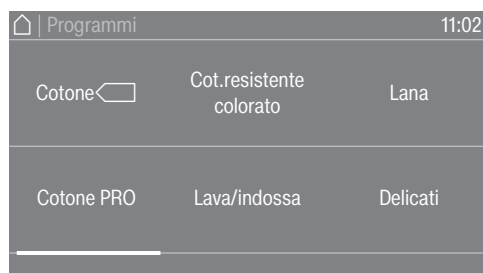 Programmi
11:02
Cotone
Cot.resistente
colorato
Lana
Cotone PRO
Lava/indossa
Delicati